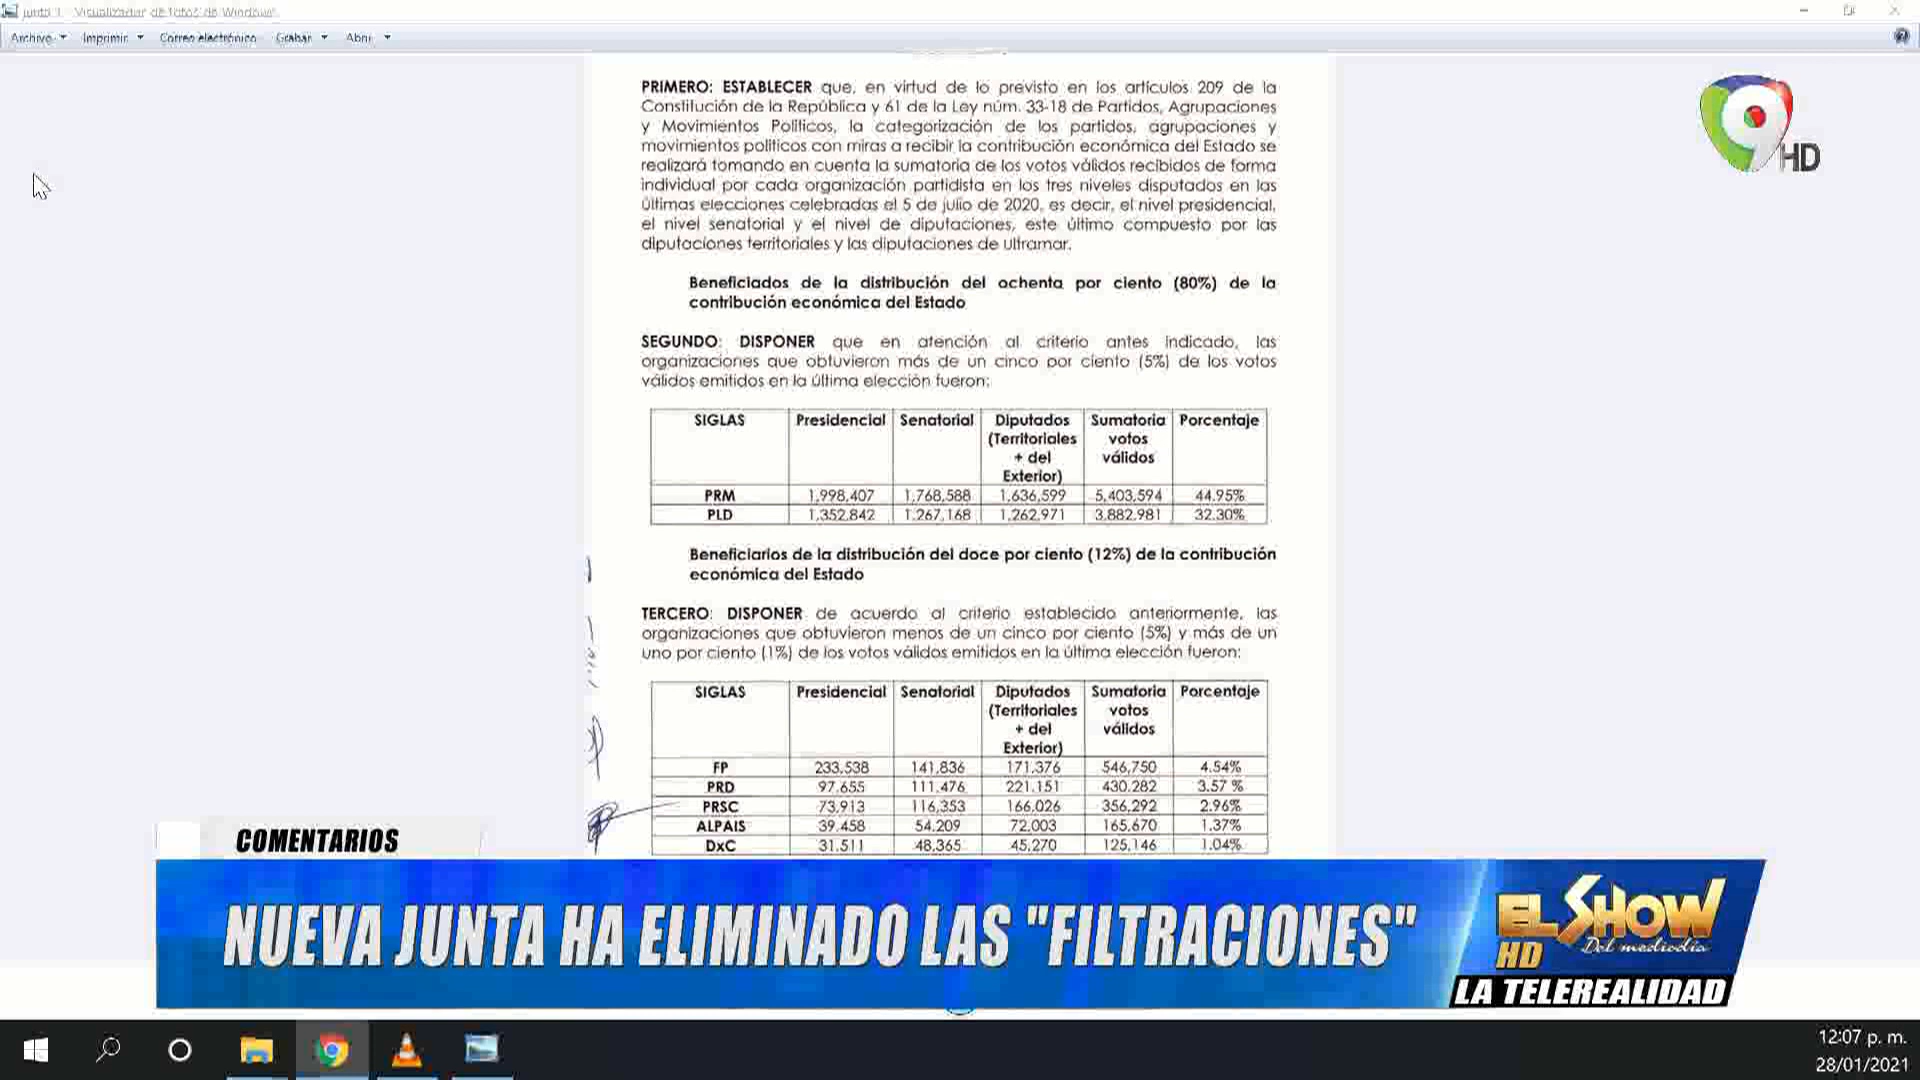 junta 1 - Visualizador de fotos de Windows
Archivo Imprimir Correo electrónico Grabar Abrir
9 HD
PRIMERO: ESTABLECER que, en virtud de lo previsto en los artículos 209 de la
Constitución de la República y 61 de la Ley núm. 33-18 de Partidos, Agrupaciones
y Movimientos Políticos, la categorización de los partidos, agrupaciones y
movimientos políticos con miras a recibir la contribución económica del Estado se
realizará tomando en cuenta la sumatoria de los votos válidos recibidos de forma
individual por cada organización partidista en los tres niveles disputados en las
últimas elecciones celebradas el 5 de julio de 2020, es decir, el nivel presidencial,
el nivel senatorial y el nivel de diputaciones, este último compuesto por las
diputaciones territoriales y las diputaciones de ultramar.
Beneficiados de la distribución del ochenta por ciento (80%) de la
contribución económica del Estado
SEGUNDO: DISPONER que en atención al criterio antes indicado, las
organizaciones que obtuvieron más de un cinco por ciento (5%) de los votos
válidos emitidos en la última elección fueron:
SIGLAS Presidencial Senatorial Diputados (Territoriales + del Exterior) Sumatoria votos válidos Porcentaje
PRM 1,998,407 1,768,588 1,636,599 5,403,594 44.95%
PLD 1,352,842 1,267,168 1,262,971 3,882,981 32.30%
Beneficiarios de la distribución del doce por ciento (12%) de la contribución
económica del Estado
TERCERO: DISPONER de acuerdo al criterio establecido anteriormente, las
organizaciones que obtuvieron menos de un cinco por ciento (5%) y más de un
uno por ciento (1%) de los votos válidos emitidos en la última elección fueron:
SIGLAS Presidencial Senatorial Diputados (Territoriales + del Exterior) Sumatoria votos válidos Porcentaje
FP 233,538 141,836 171,376 546,750 4.54%
PRD 97,655 111,476 221,151 430,282 3.57 %
PRSC 73,913 116,353 166,026 356,292 2.96%
ALPAIS 39,458 54,209 72,003 165,670 1.37%
DxC 31,511 48,365 45,270 125,146 1.04%
COMENTARIOS
NUEVA JUNTA HA ELIMINADO LAS "FILTRACIONES"
EL SHOW
Del mediodía
HD
LA TELEREALIDAD
12:07 p. m.
28/01/2021